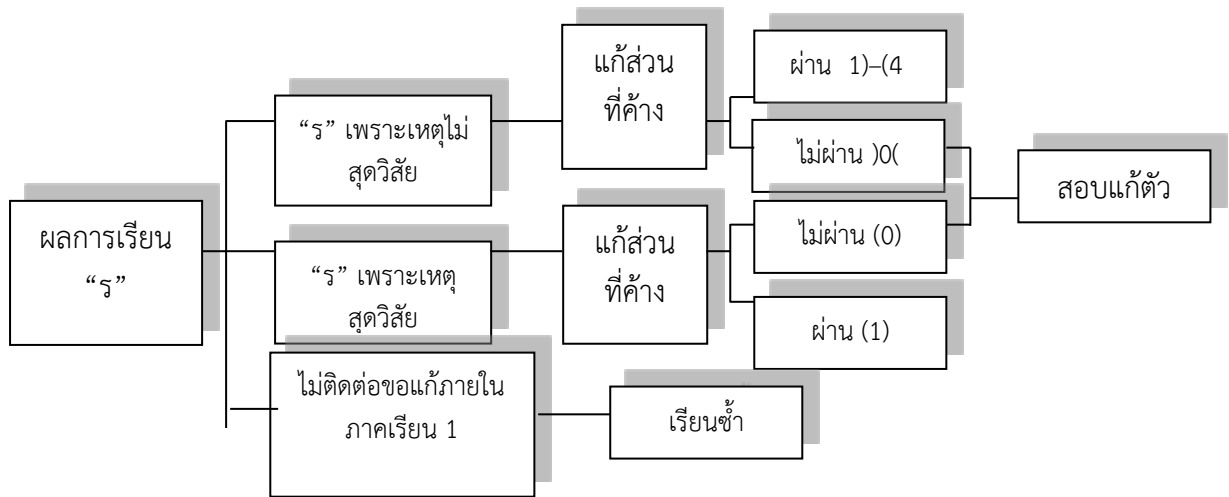 ผลการเรียน
“ร”
“ร” เพราะเหตุไม่
สุดวิสัย
แก้ส่วน
ที่ค้าง
ผ่าน 1)–(4
ไม่ผ่าน )0(
สอบแก้ตัว
“ร” เพราะเหตุ
สุดวิสัย
แก้ส่วน
ที่ค้าง
ไม่ผ่าน (0)
ผ่าน (1)
ไม่ติดต่อขอแก้ภายใน
ภาคเรียน 1
เรียนซ้ำ